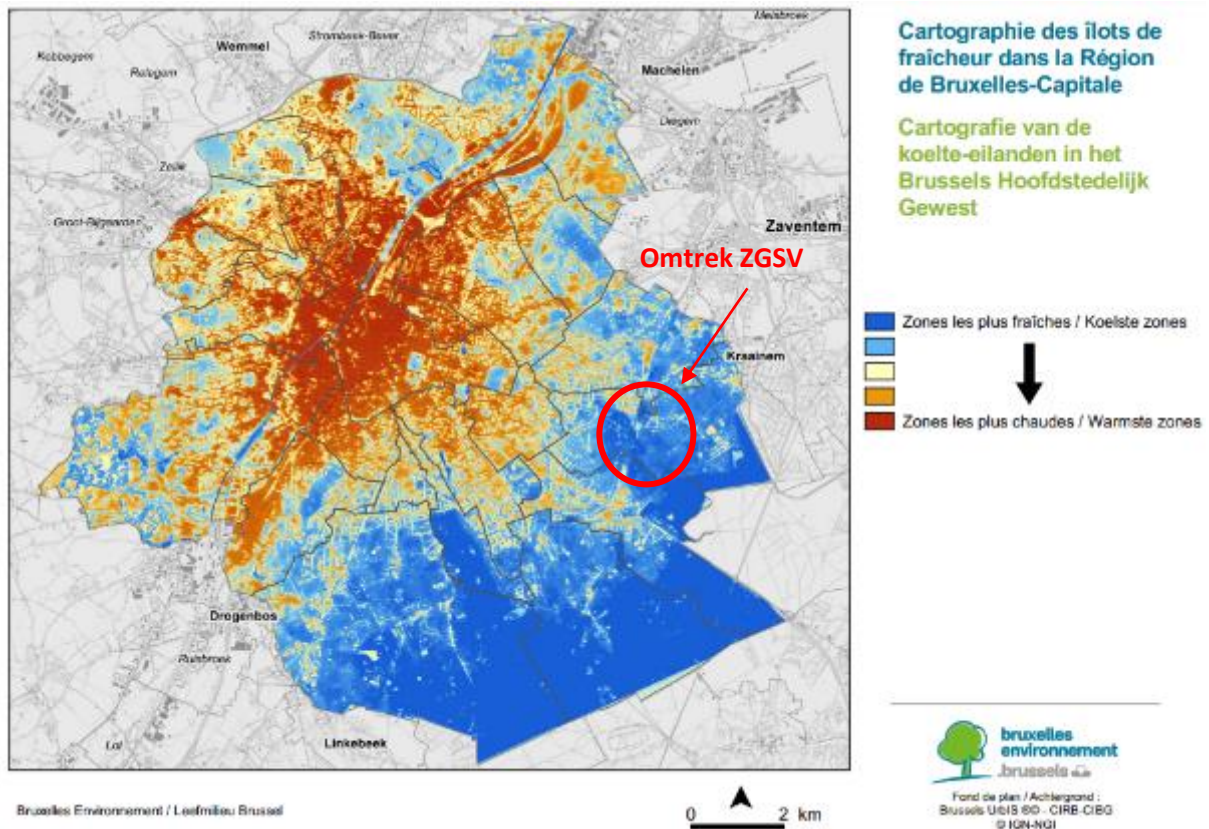 Cartographie des îlots de
fraîcheur dans la Région
de Bruxelles-Capitale
Cartografie van de
koelte-eilanden in het
Brussels Hoofdstedelijk
Gewest
Meisbroek
Strombeek-Bever
Wemmel
Kobbegem
Relegem
Machelen
Diegem
Zellik
Groot-Bijgaarden
Zaventem
Omtrek ZGSV
Kraainem
Zones les plus fraîches / Koelste zones
Zones les plus chaudes / Warmste zones
Drogenbos
Ruisbroek
Lot
Linkebeek
bruxelles
environnement
.brussels
Fond de plan / Achtergrond :
Brussels UrbIS ®© - CIRB-CIBG
© IGN-NGI
Bruxelles Environnement / Leefmilieu Brussel
0 2 km